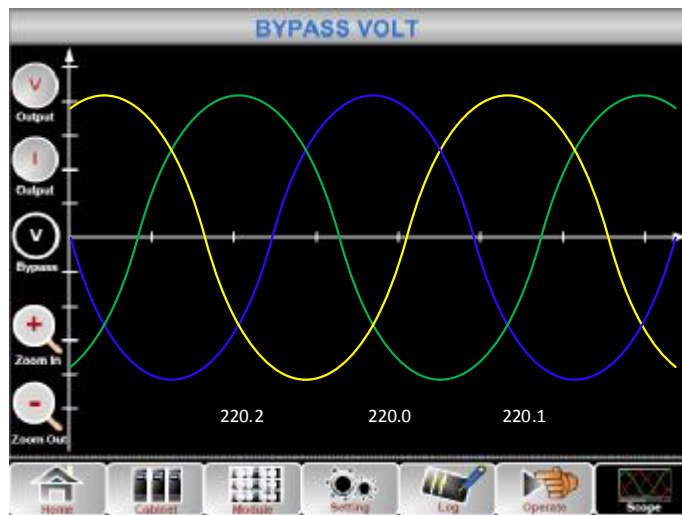 BYPASS VOLT
V
Output
I
Output
V
Bypass
+
Zoom In
-
Zoom Out
220.2 220.0 220.1
Home Cabinet Module Setting Log Operate Scope